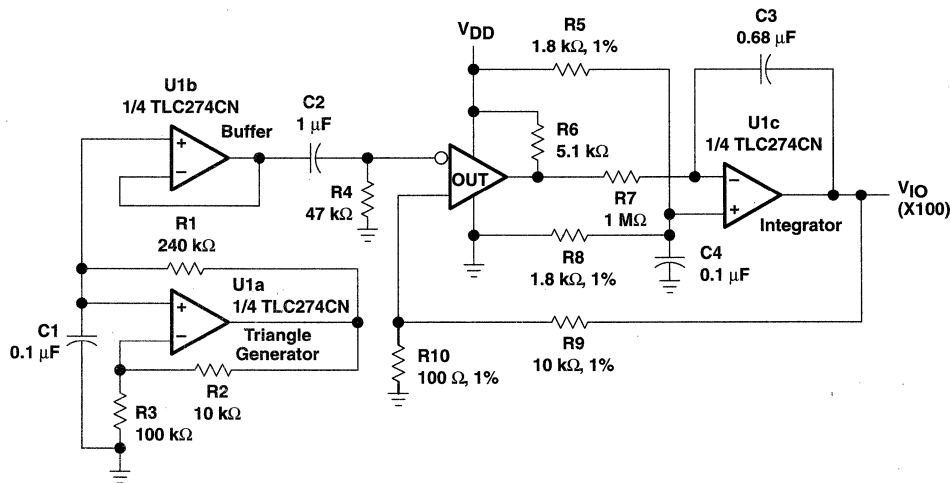 VDD
R5
1.8 kΩ, 1%
C3
0.68 μF
U1b
1/4 TLC274CN
Buffer
C2
1 μF
R6
5.1 kΩ
U1c
1/4 TLC274CN
+
−
OUT
R4
47 kΩ
R7
1 MΩ
−
+
Integrator
VIO
(X100)
R1
240 kΩ
R8
1.8 kΩ, 1%
C4
0.1 μF
U1a
1/4 TLC274CN
+
−
Triangle
Generator
C1
0.1 μF
R2
10 kΩ
R3
100 kΩ
R10
100 Ω, 1%
R9
10 kΩ, 1%